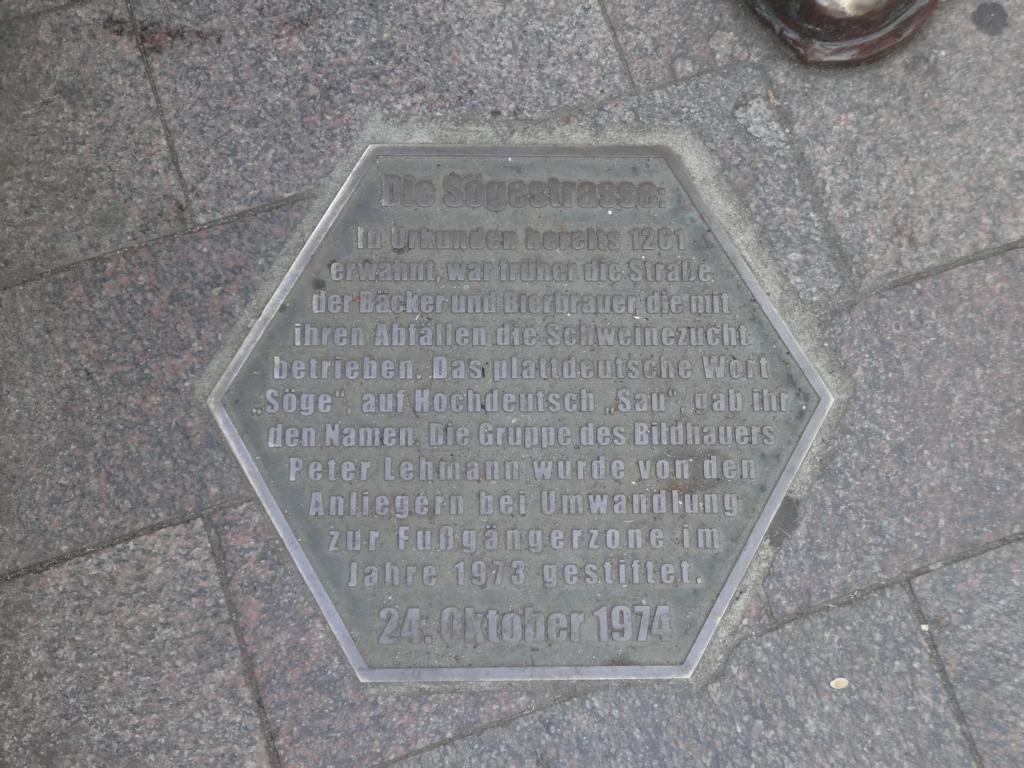 Die Sögestrasse:
In Urkunden bereits 1261
erwähnt, war früher die Straße
der Bäcker und Bierbrauer, die mit
ihren Abfällen die Schweinezucht
betrieben. Das plattdeutsche Wort
„Söge“, auf Hochdeutsch „Sau“, gab ihr
den Namen. Die Gruppe des Bildhauers
Peter Lehmann wurde von den
Anliegern bei Umwandlung
zur Fußgängerzone im
Jahre 1973 gestiftet.
24. Oktober 1974